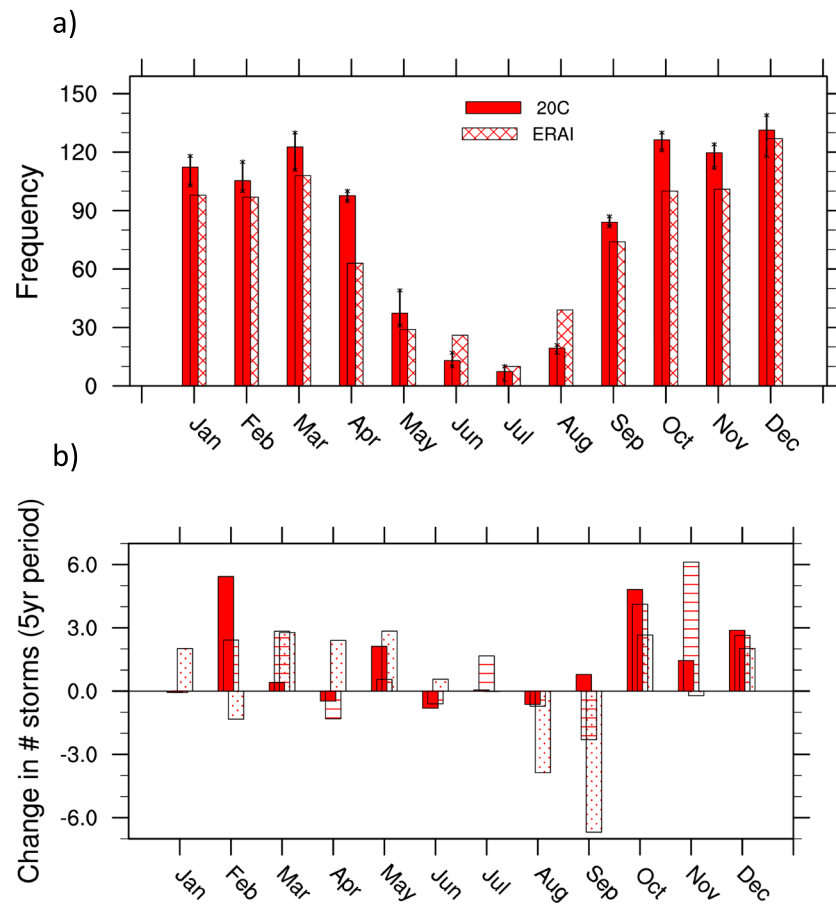 a)
Frequency
150
120
90
60
30
0
20C
ERAI
Jan
Feb
Mar
Apr
May
Jun
Jul
Aug
Sep
Oct
Nov
Dec
b)
Change in # storms (5yr period)
6.0
3.0
0.0
-3.0
-6.0
Jan
Feb
Mar
Apr
May
Jun
Jul
Aug
Sep
Oct
Nov
Dec